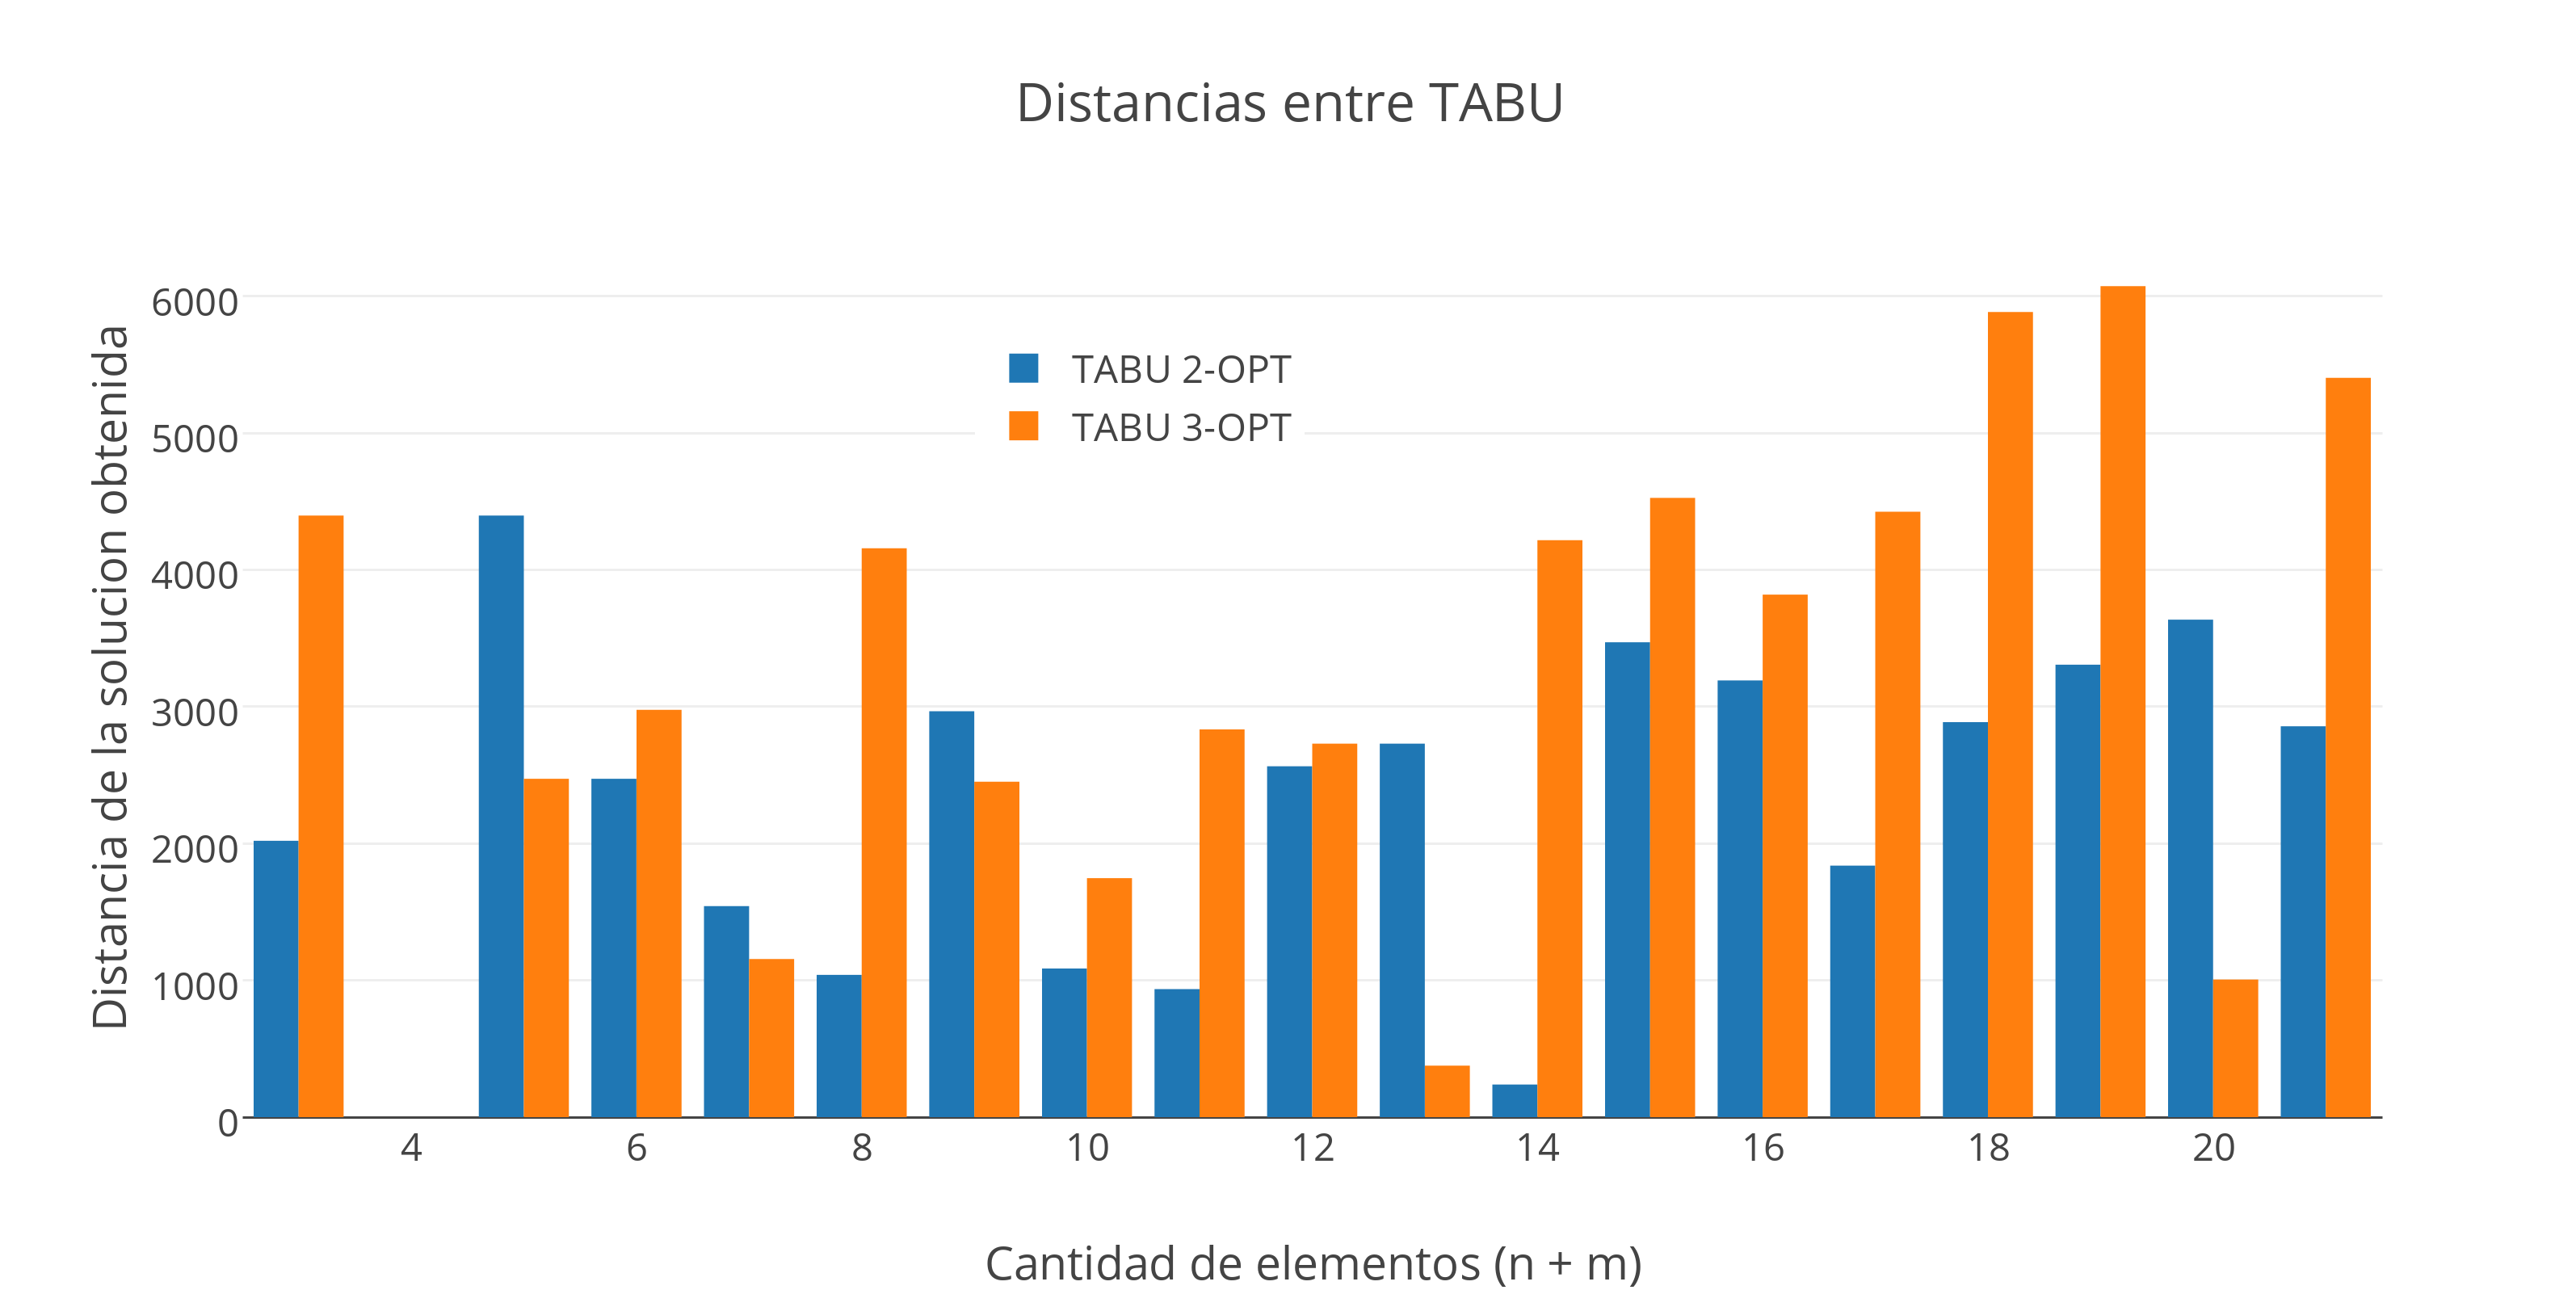 Distancias entre TABU
Distancia de la solucion obtenida
6000
5000
4000
3000
2000
1000
0
TABU 2-OPT
TABU 3-OPT
4 6 8 10 12 14 16 18 20
Cantidad de elementos (n + m)